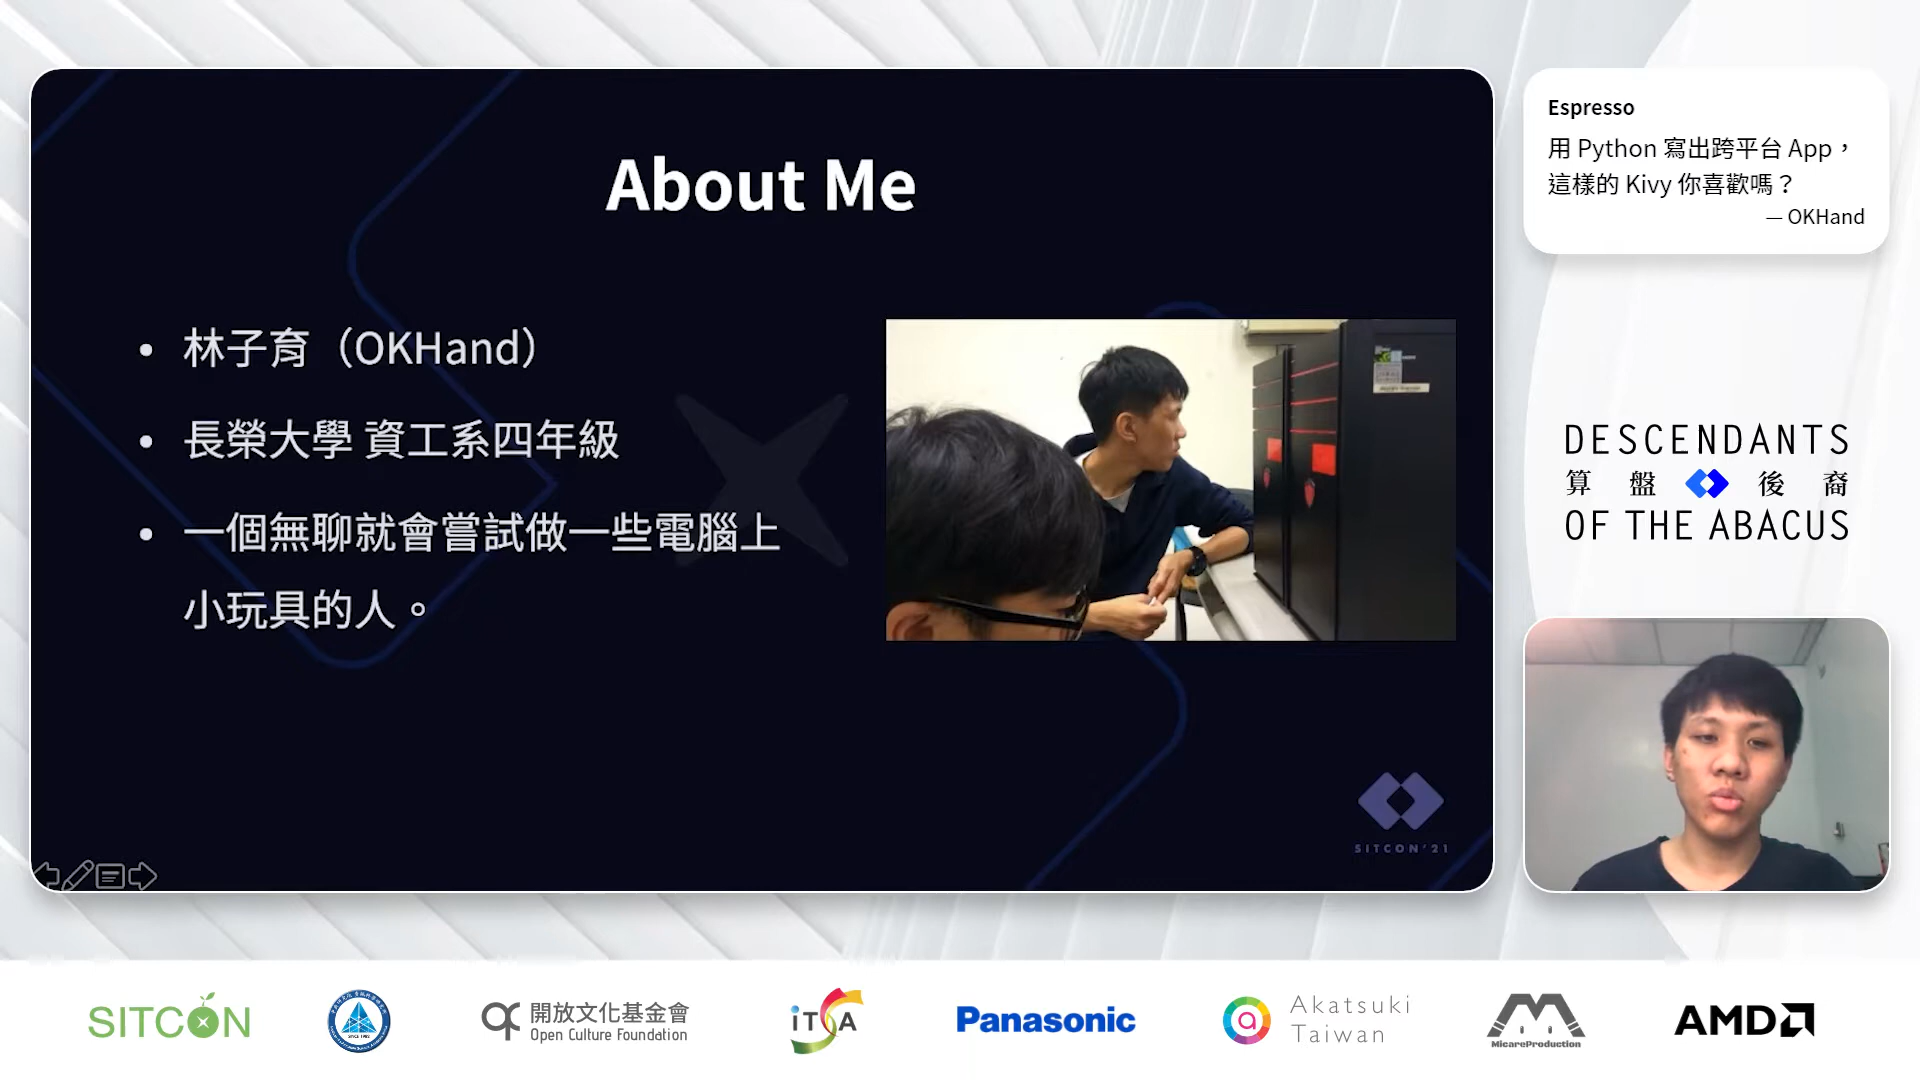 About Me
林子育（OKHand）
長榮大學 資工系四年級
一個無聊就會嘗試做一些電腦上
小玩具的人。
SITCON'21
Espresso
用 Python 寫出跨平台 App，
這樣的 Kivy 你喜歡嗎？
— OKHand
DESCENDANTS
算盤後裔
OF THE ABACUS
SITCON
開放文化基金會
Open Culture Foundation
iTSA
Panasonic
Akatsuki
Taiwan
MicareProduction
AMD